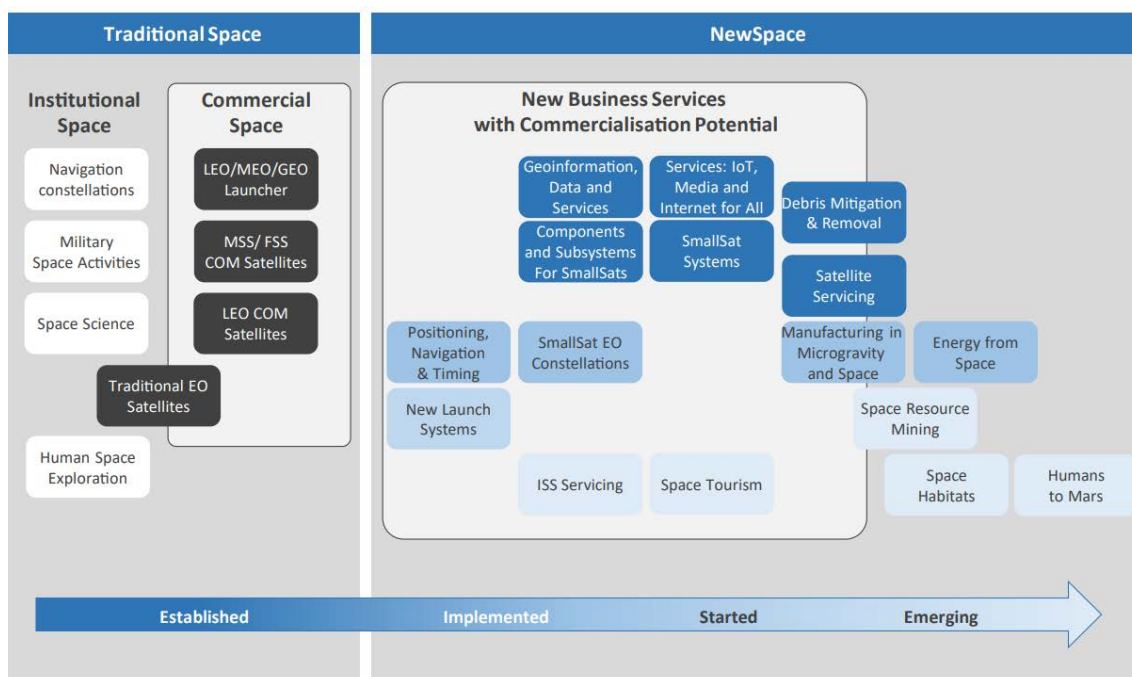 Traditional Space
NewSpace
Institutional
Space
Commercial
Space
Navigation
constellations
Military
Space Activities
Space Science
Traditional EO
Satellites
Human Space
Exploration
LEO/MEO/GEO
Launcher
MSS/ FSS
COM Satellites
LEO COM
Satellites
New Business Services
with Commercialisation Potential
Geoinformation,
Data and
Services
Services: IoT,
Media and
Internet for All
Debris Mitigation
& Removal
Components
and Subsystems
For SmallSats
SmallSat
Systems
Satellite
Servicing
Positioning,
Navigation
& Timing
SmallSat EO
Constellations
Manufacturing in
Microgravity
and Space
Energy from
Space
New Launch
Systems
Space Resource
Mining
ISS Servicing
Space Tourism
Space
Habitats
Humans
to Mars
Established
Implemented
Started
Emerging